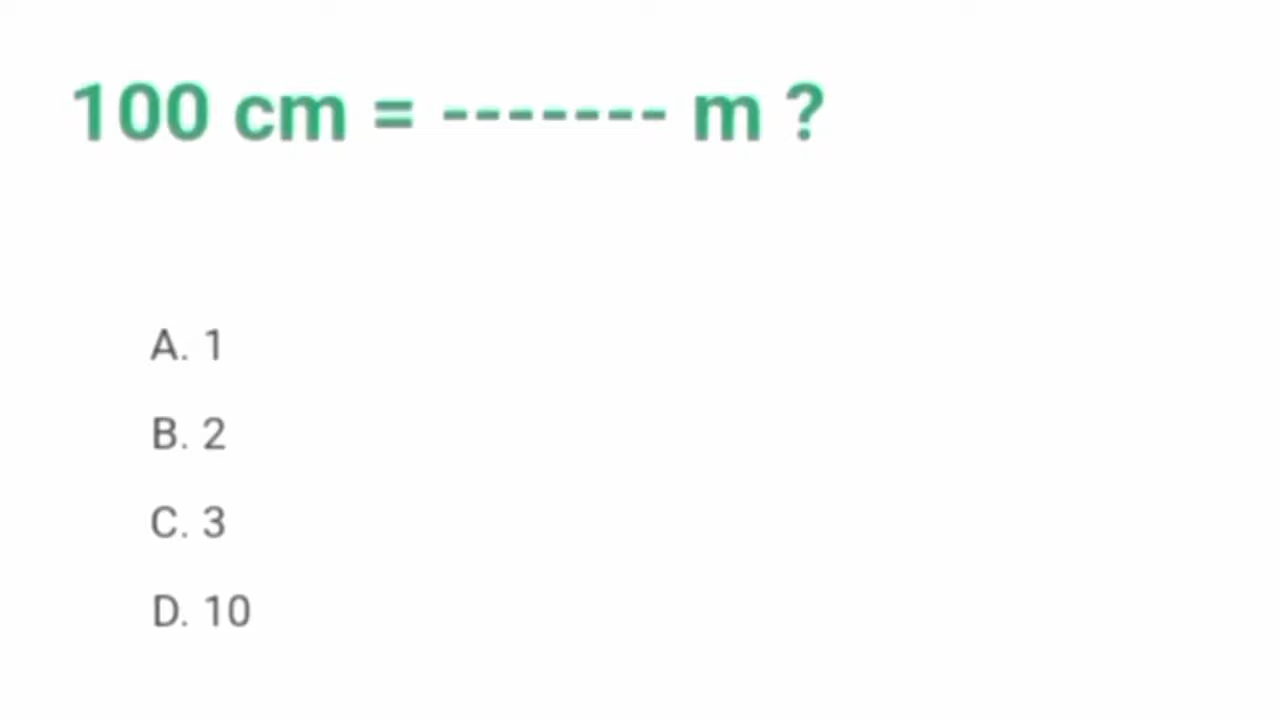 100 cm = ------- m ?
A. 1
B. 2
C. 3
D. 10